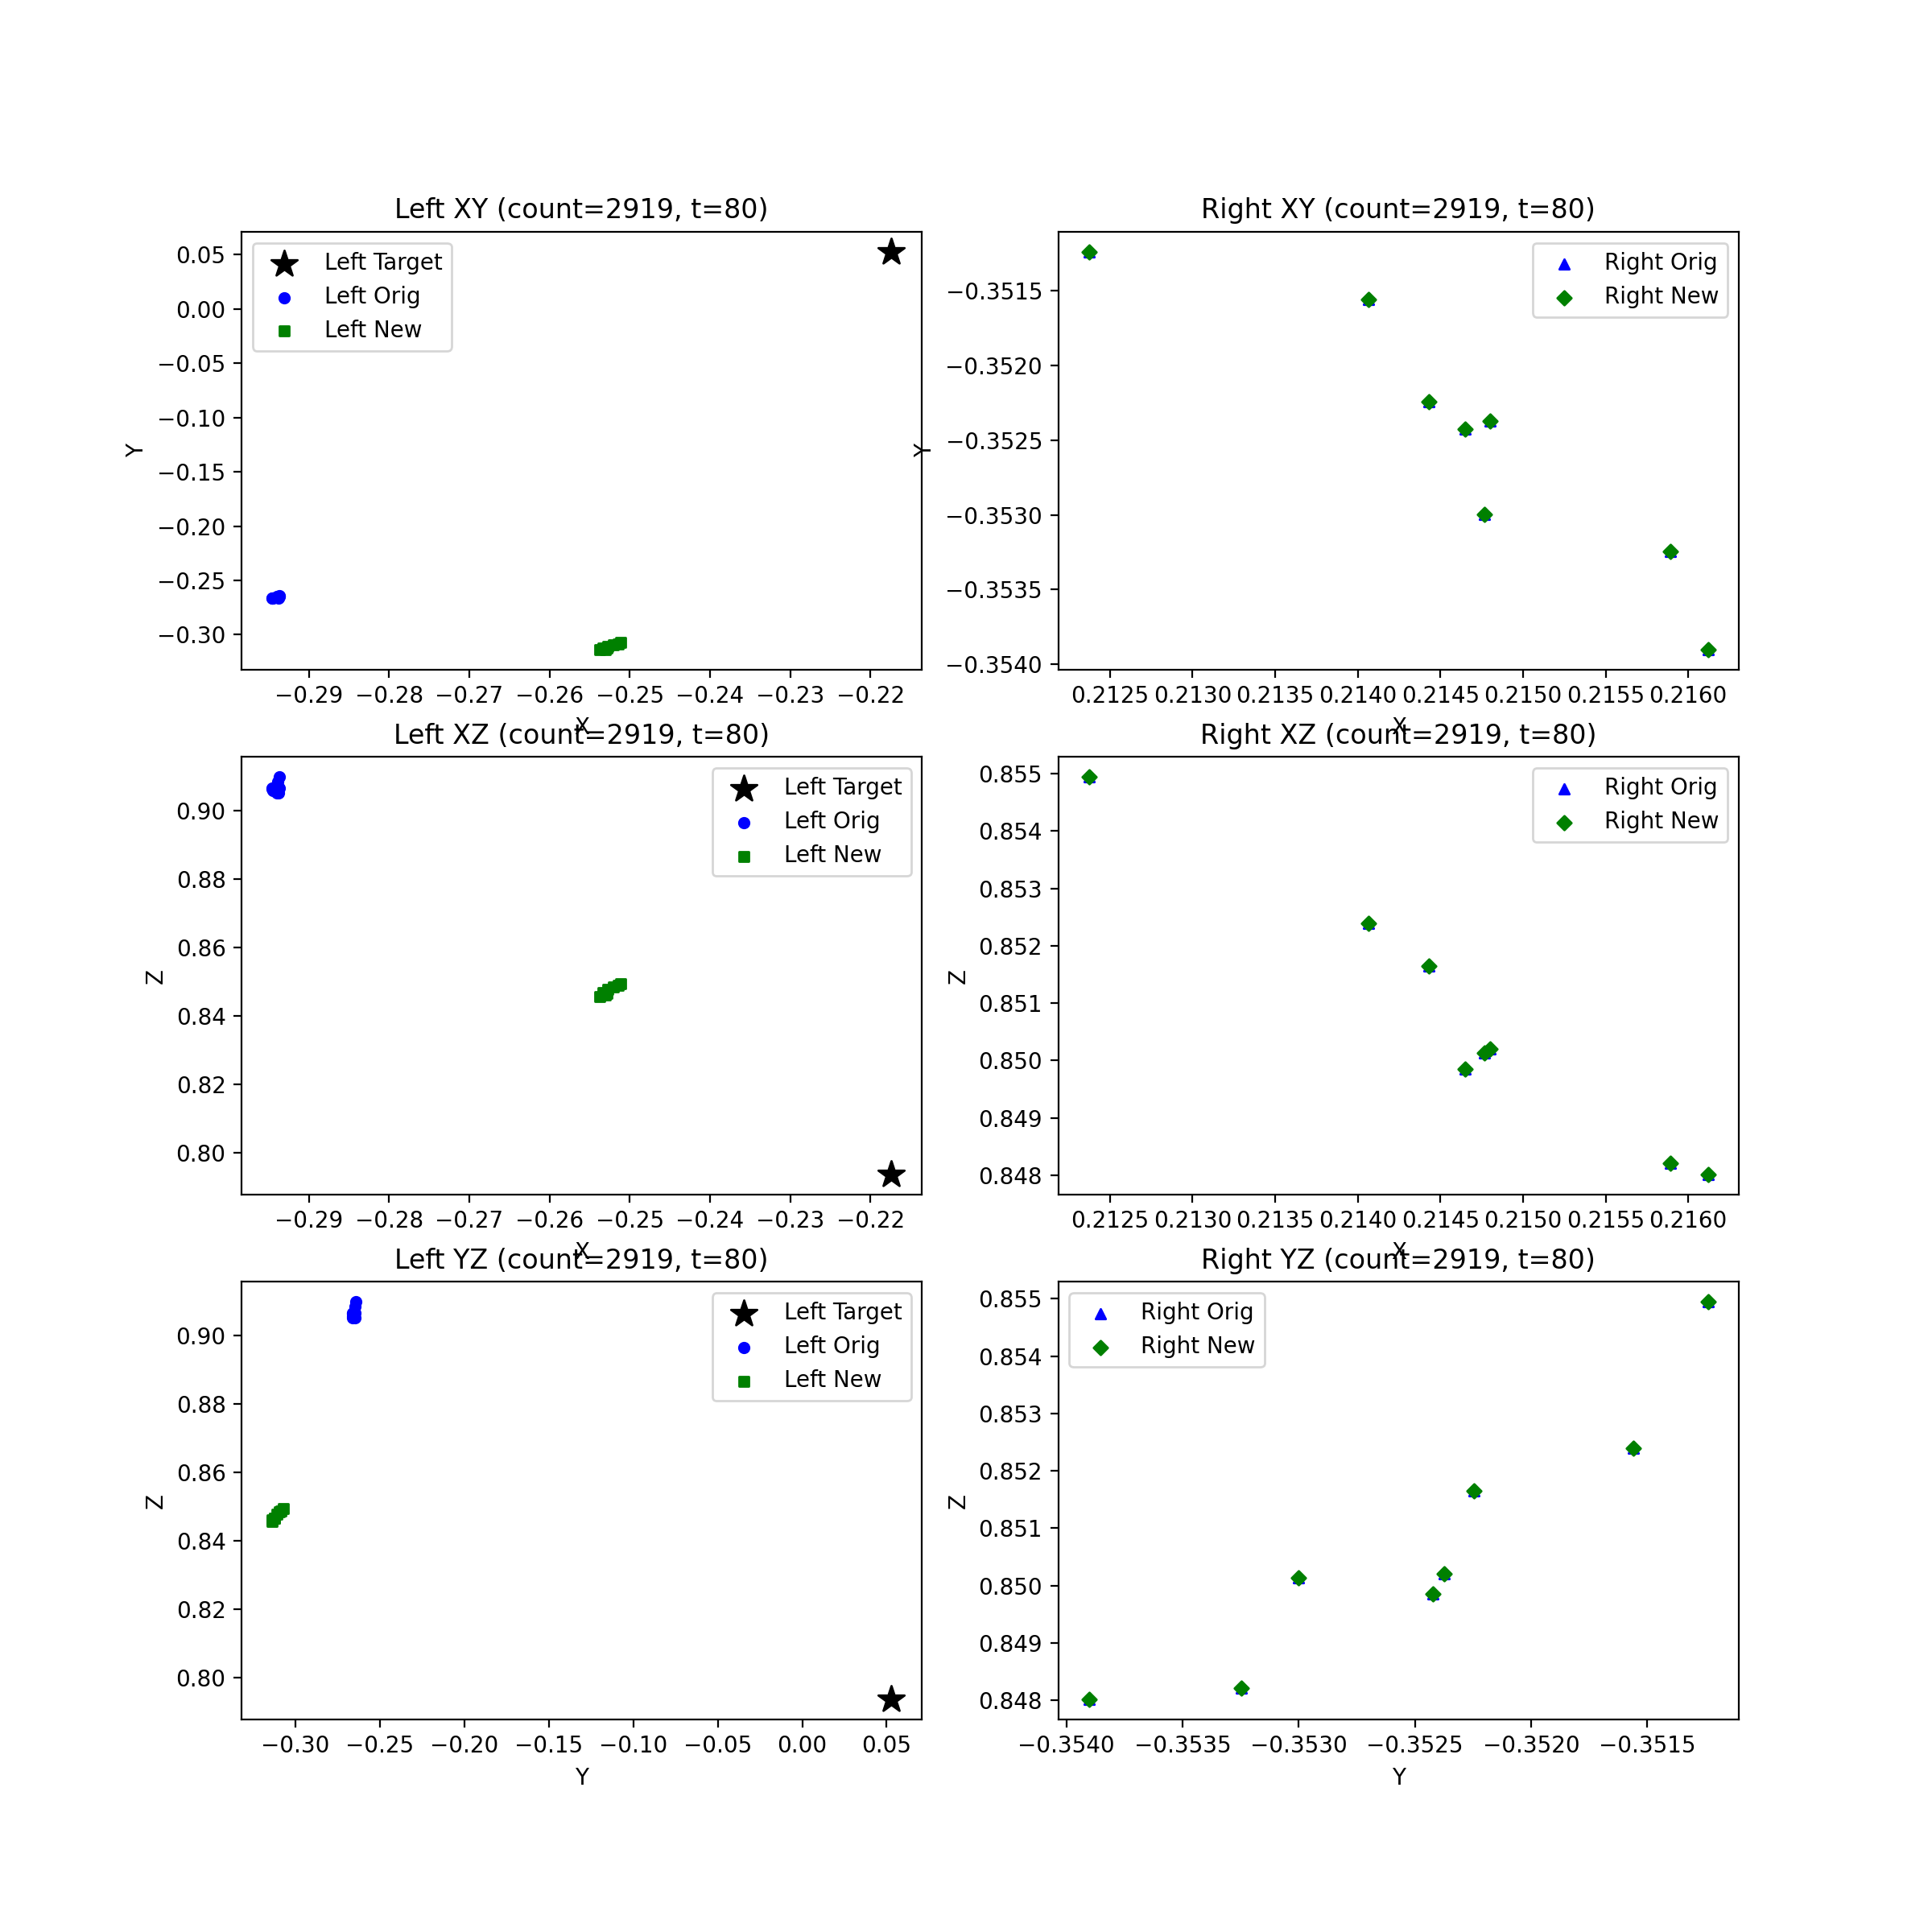 Left XY (count=2919, t=80)
Left Target
Left Orig
Left New
Y
0.05
0.00
−0.05
−0.10
−0.15
−0.20
−0.25
−0.30
−0.29 −0.28 −0.27 −0.26 −0.25 −0.24 −0.23 −0.22
X
Right XY (count=2919, t=80)
Right Orig
Right New
Y
−0.3515
−0.3520
−0.3525
−0.3530
−0.3535
−0.3540
0.2125 0.2130 0.2135 0.2140 0.2145 0.2150 0.2155 0.2160
X
Left XZ (count=2919, t=80)
Left Target
Left Orig
Left New
Z
0.90
0.88
0.86
0.84
0.82
0.80
−0.29 −0.28 −0.27 −0.26 −0.25 −0.24 −0.23 −0.22
X
Right XZ (count=2919, t=80)
Right Orig
Right New
Z
0.855
0.854
0.853
0.852
0.851
0.850
0.849
0.848
0.2125 0.2130 0.2135 0.2140 0.2145 0.2150 0.2155 0.2160
X
Left YZ (count=2919, t=80)
Left Target
Left Orig
Left New
Z
0.90
0.88
0.86
0.84
0.82
0.80
−0.30 −0.25 −0.20 −0.15 −0.10 −0.05 0.00 0.05
Y
Right YZ (count=2919, t=80)
Right Orig
Right New
Z
0.855
0.854
0.853
0.852
0.851
0.850
0.849
0.848
−0.3540 −0.3535 −0.3530 −0.3525 −0.3520 −0.3515
Y